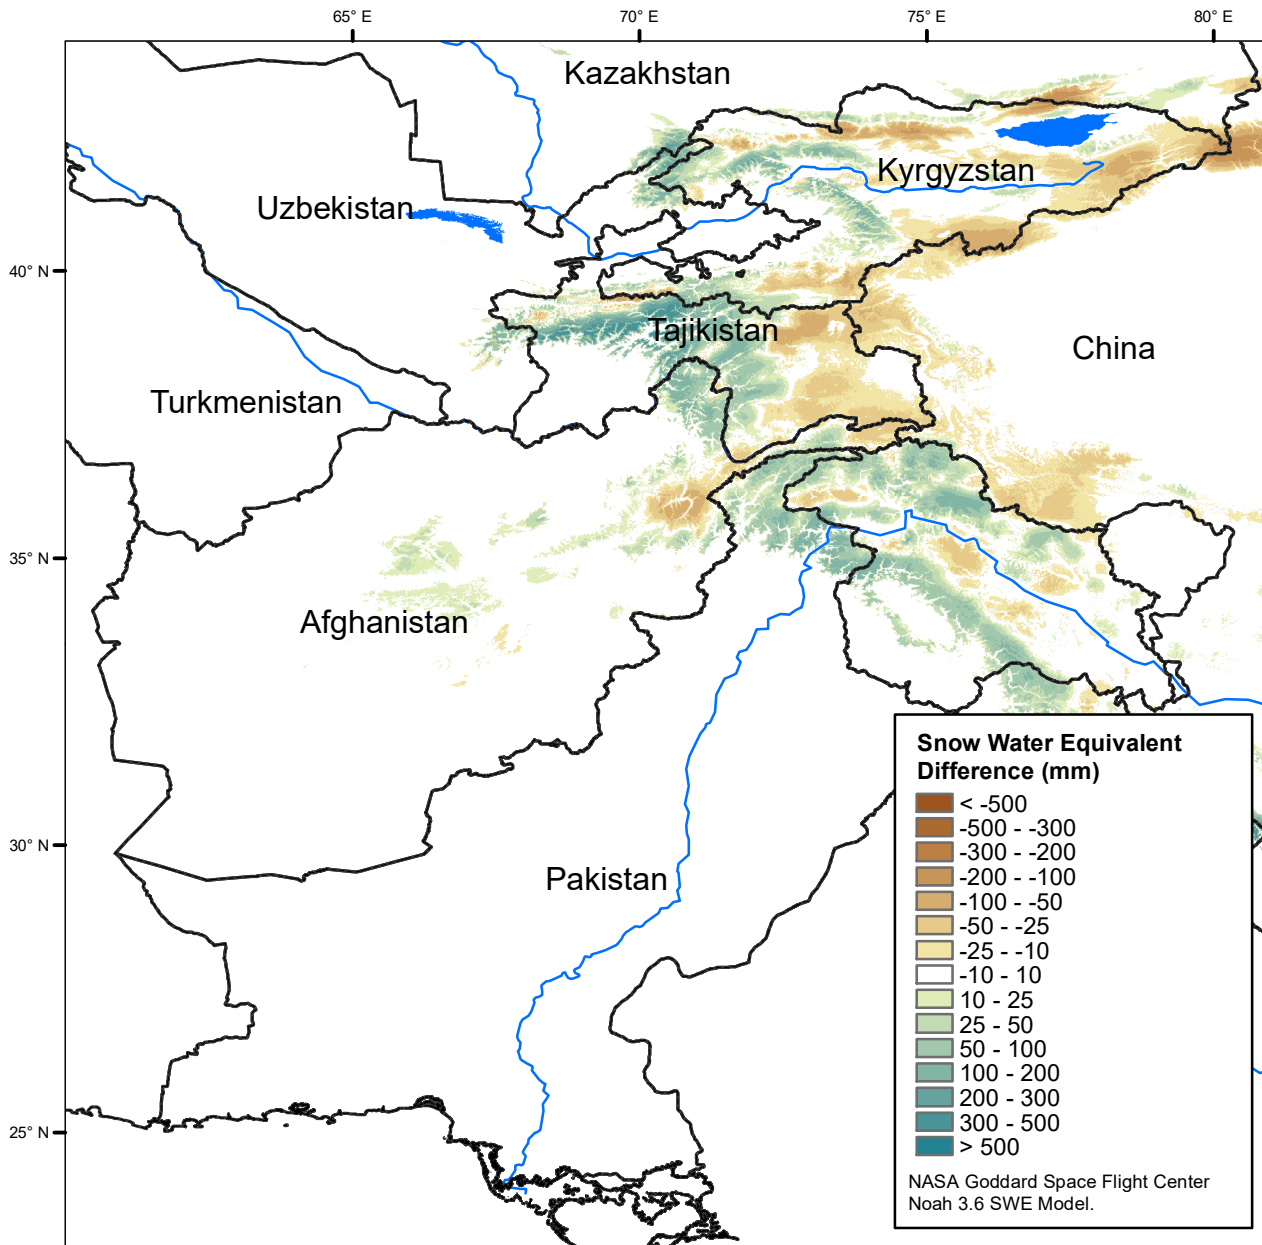 65° E
70° E
75° E
80° E
Kazakhstan
Kyrgyzstan
Uzbekistan
40° N
Tajikistan
China
Turkmenistan
35° N
Afghanistan
Snow Water Equivalent
Difference (mm)
< -500
-500 - -300
-300 - -200
-200 - -100
-100 - -50
-50 - -25
-25 - -10
-10 - 10
10 - 25
25 - 50
50 - 100
100 - 200
200 - 300
300 - 500
> 500
NASA Goddard Space Flight Center
Noah 3.6 SWE Model.
30° N
Pakistan
25° N